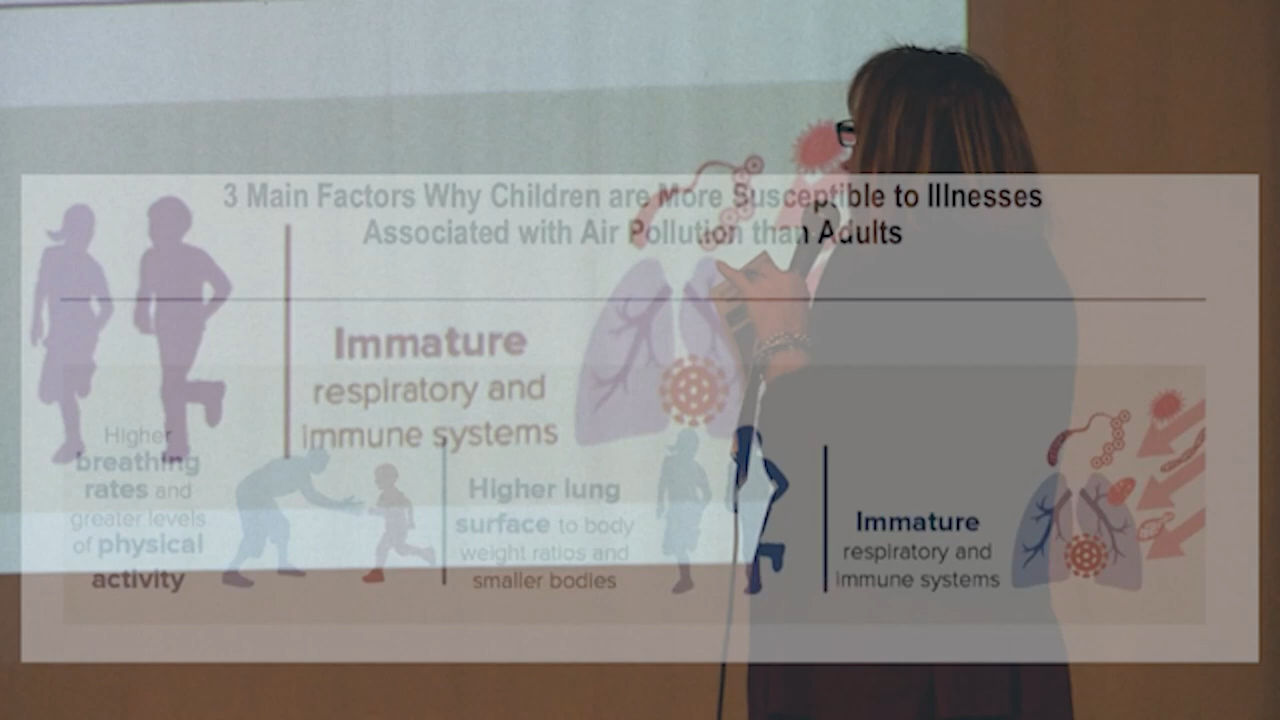 3 Main Factors Why Children are More Susceptible to Illnesses
Associated with Air Pollution than Adults
Immature
respiratory and
immune systems
Higher
breathing
rates and
greater levels
of physical
activity
Higher lung
surface to body
weight ratios and
smaller bodies
Immature
respiratory and
immune systems